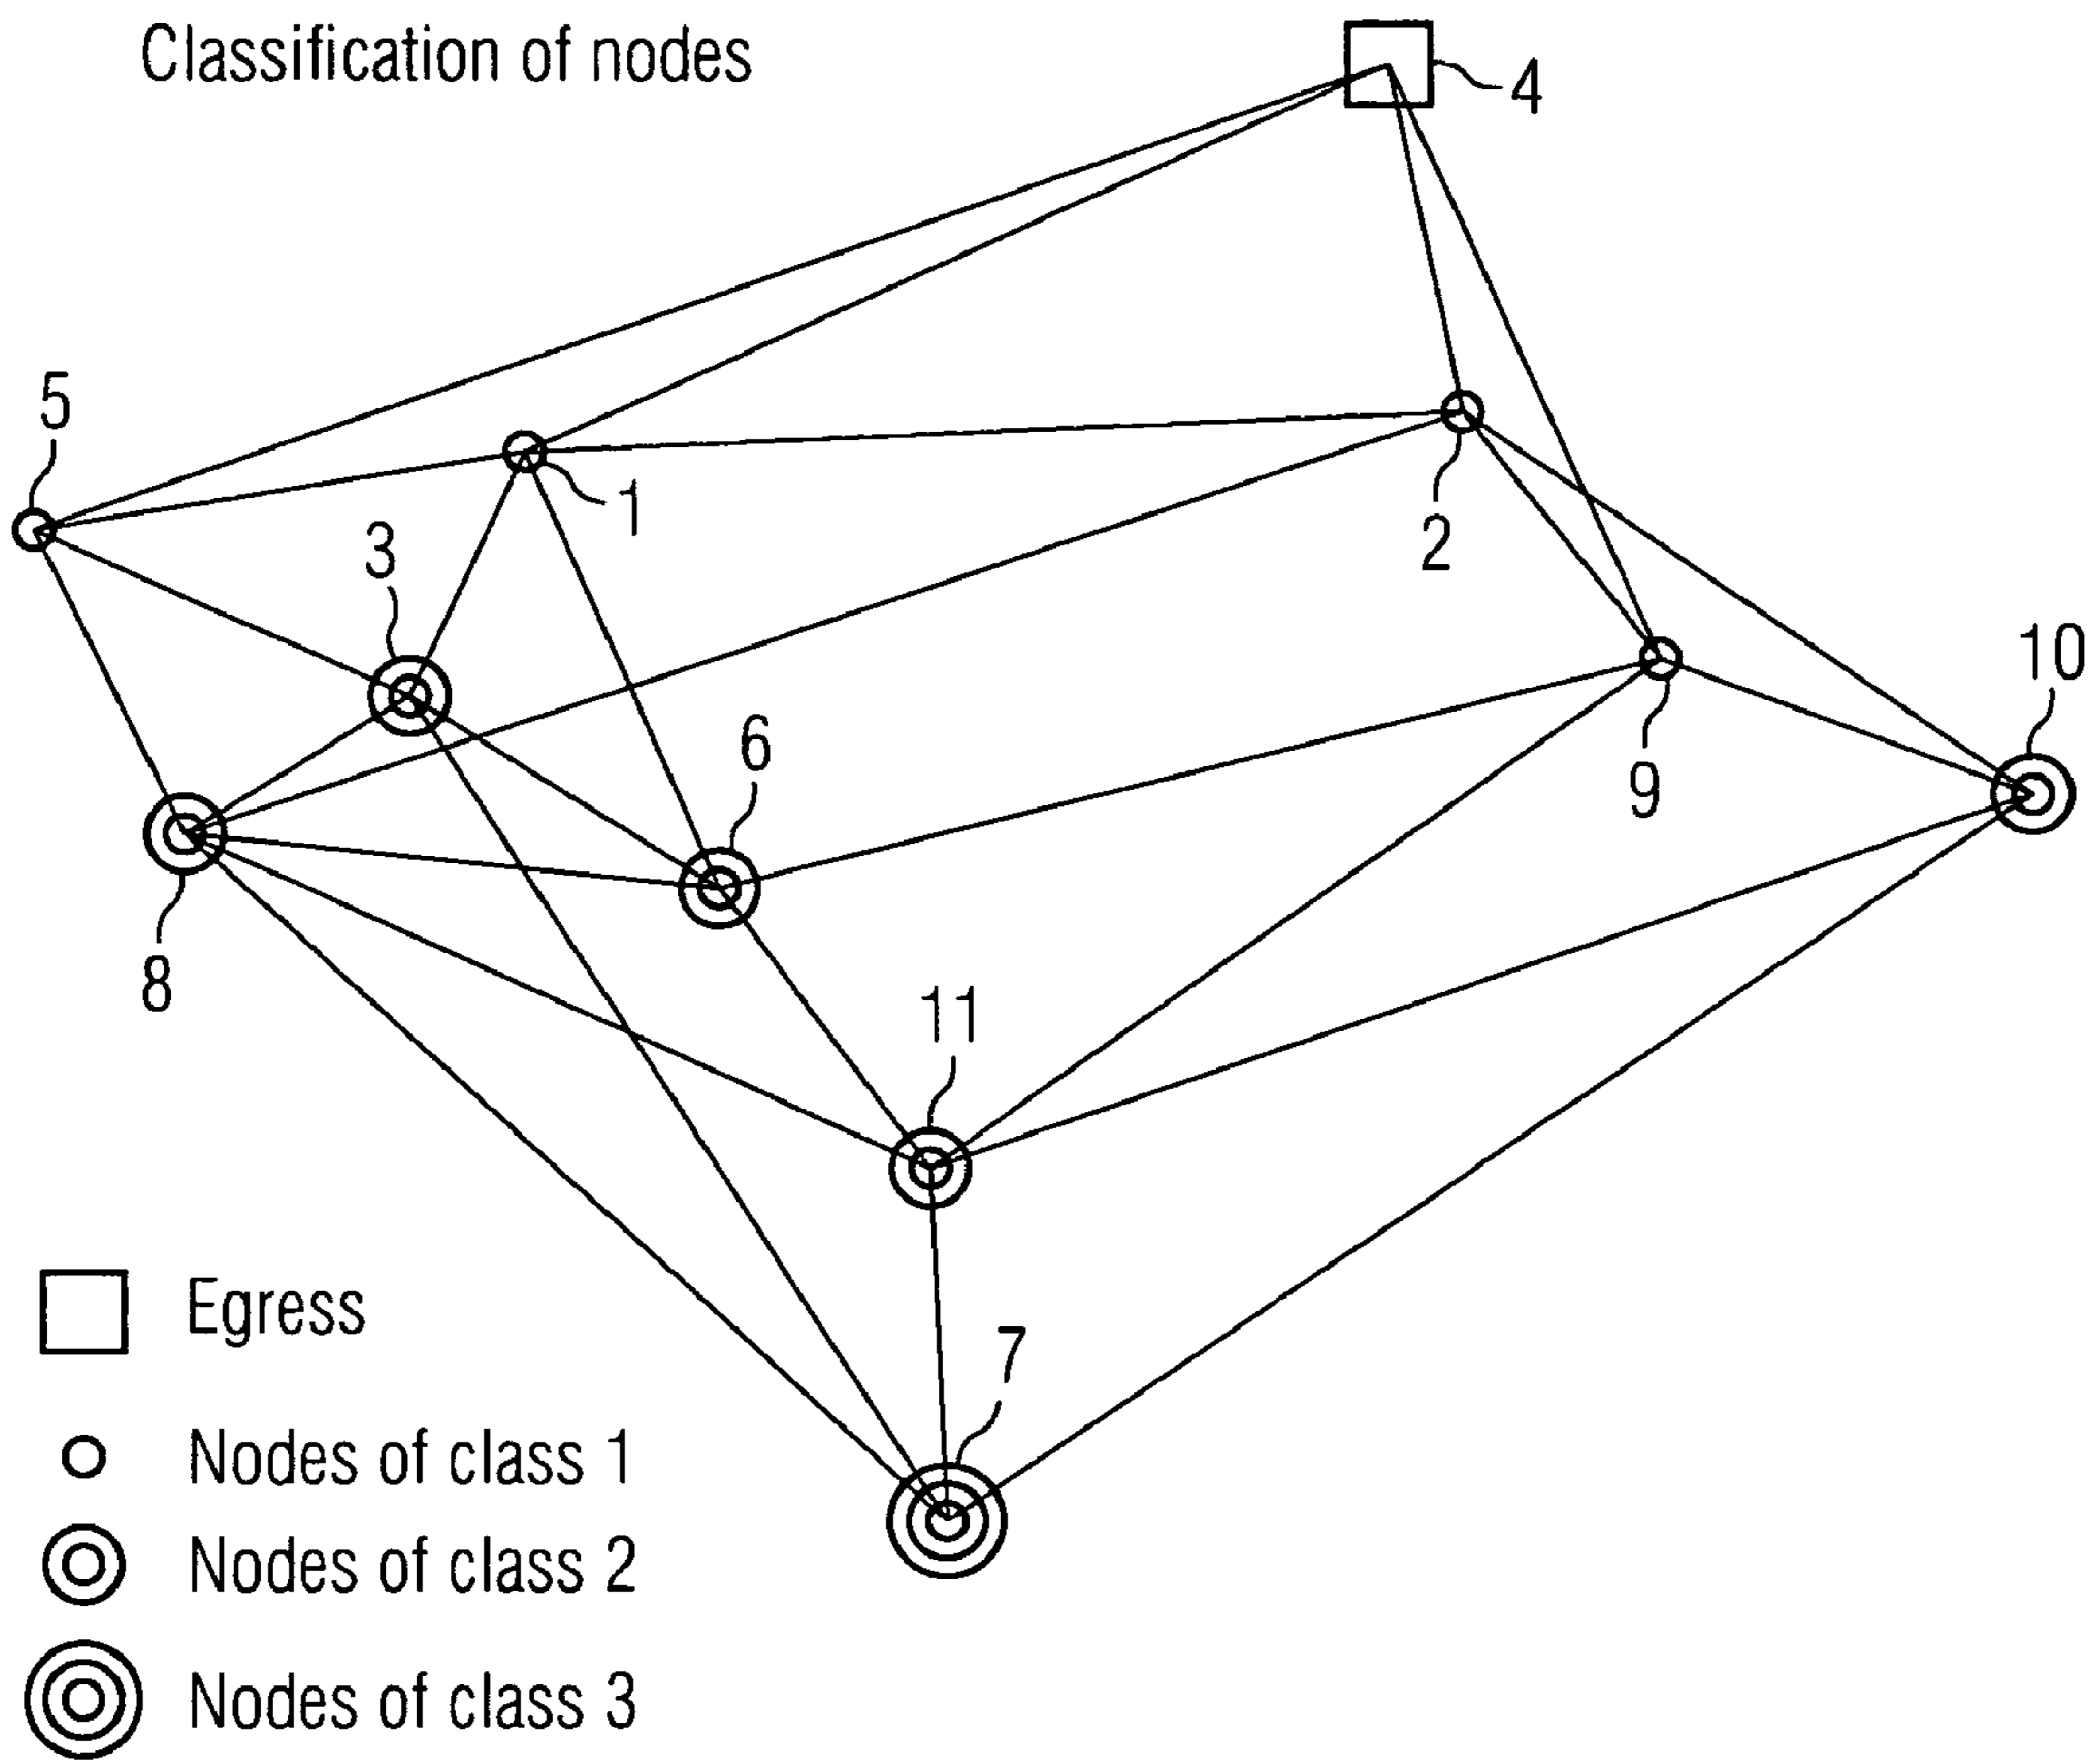 Classification of nodes
4
5
1
2
3
10
6
9
8
11
Egress
7
Nodes of class 1
Nodes of class 2
Nodes of class 3